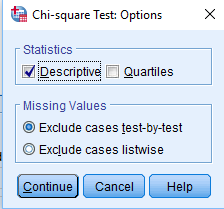 Chi-square Test: Options
Statistics
Descriptive Quartiles
Missing Values
Exclude cases test-by-test
Exclude cases listwise
Continue Cancel Help